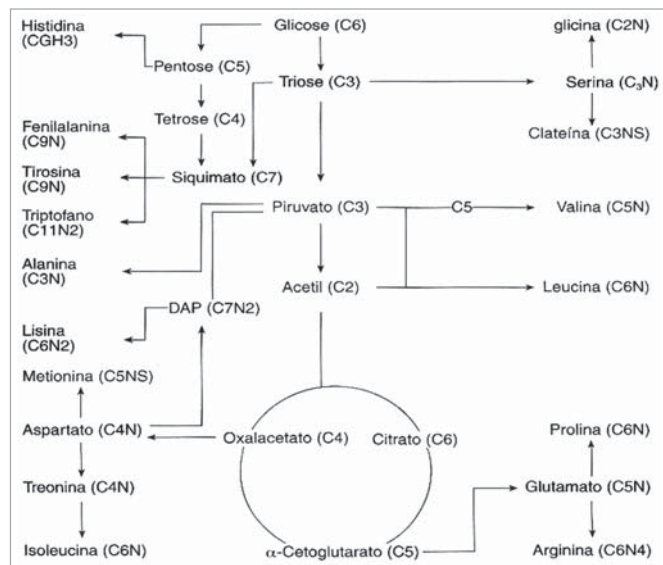 Histidina
(CGH3)
Glicose (C6)
glicina (C2N)
Pentose (C5)
Triose (C3)
Serina (C₃N)
Tetrose (C4)
Clateína (C3NS)
Fenilalanina
(C9N)
Tirosina
(C9N)
Siquimato (C7)
Triptofano
(C11N2)
Piruvato (C3)
C5
Valina (C5N)
Alanina
(C3N)
Acetil (C2)
Leucina (C6N)
DAP (C7N2)
Lisina
(C6N2)
Metionina (C5NS)
Aspartato (C4N)
Oxalacetato (C4)
Citrato (C6)
Prolina (C6N)
Treonina (C4N)
Glutamato (C5N)
Isoleucina (C6N)
α-Cetoglutarato (C5)
Arginina (C6N4)